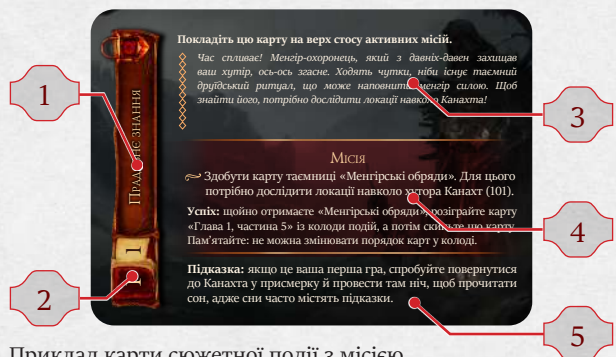 Покладіть цю карту на верх стосу активних місій.
Час спливає! Менгір-охоронець, який з давніх-давен захищав
ваш хутір, ось-ось згасне. Ходять чутки, ніби існує таємний
друїдський ритуал, що може наповнити менгір силою. Щоб
знайти його, потрібно дослідити локації навколо Канахта!
1
Прадавнє знання
3
Місія
Здобути карту таємниці «Менгірські обряди». Для цього
потрібно дослідити локації навколо хутора Канахт (101).
4
Успіх: щойно отримаєте «Менгірські обряди», розіграйте карту
«Глава 1, частина 5» із колоди подій, а потім скиньте цю карту.
Пам'ятайте: не можна змінювати порядок карт у колоді.
1
2
Підказка: якщо це ваша перша гра, спробуйте повернутися
до Канахту у присмерку й провести там ніч, щоб прочитати
сон, адже сни часто містять підказки.
5
Приклад карти сюжетної події з місією